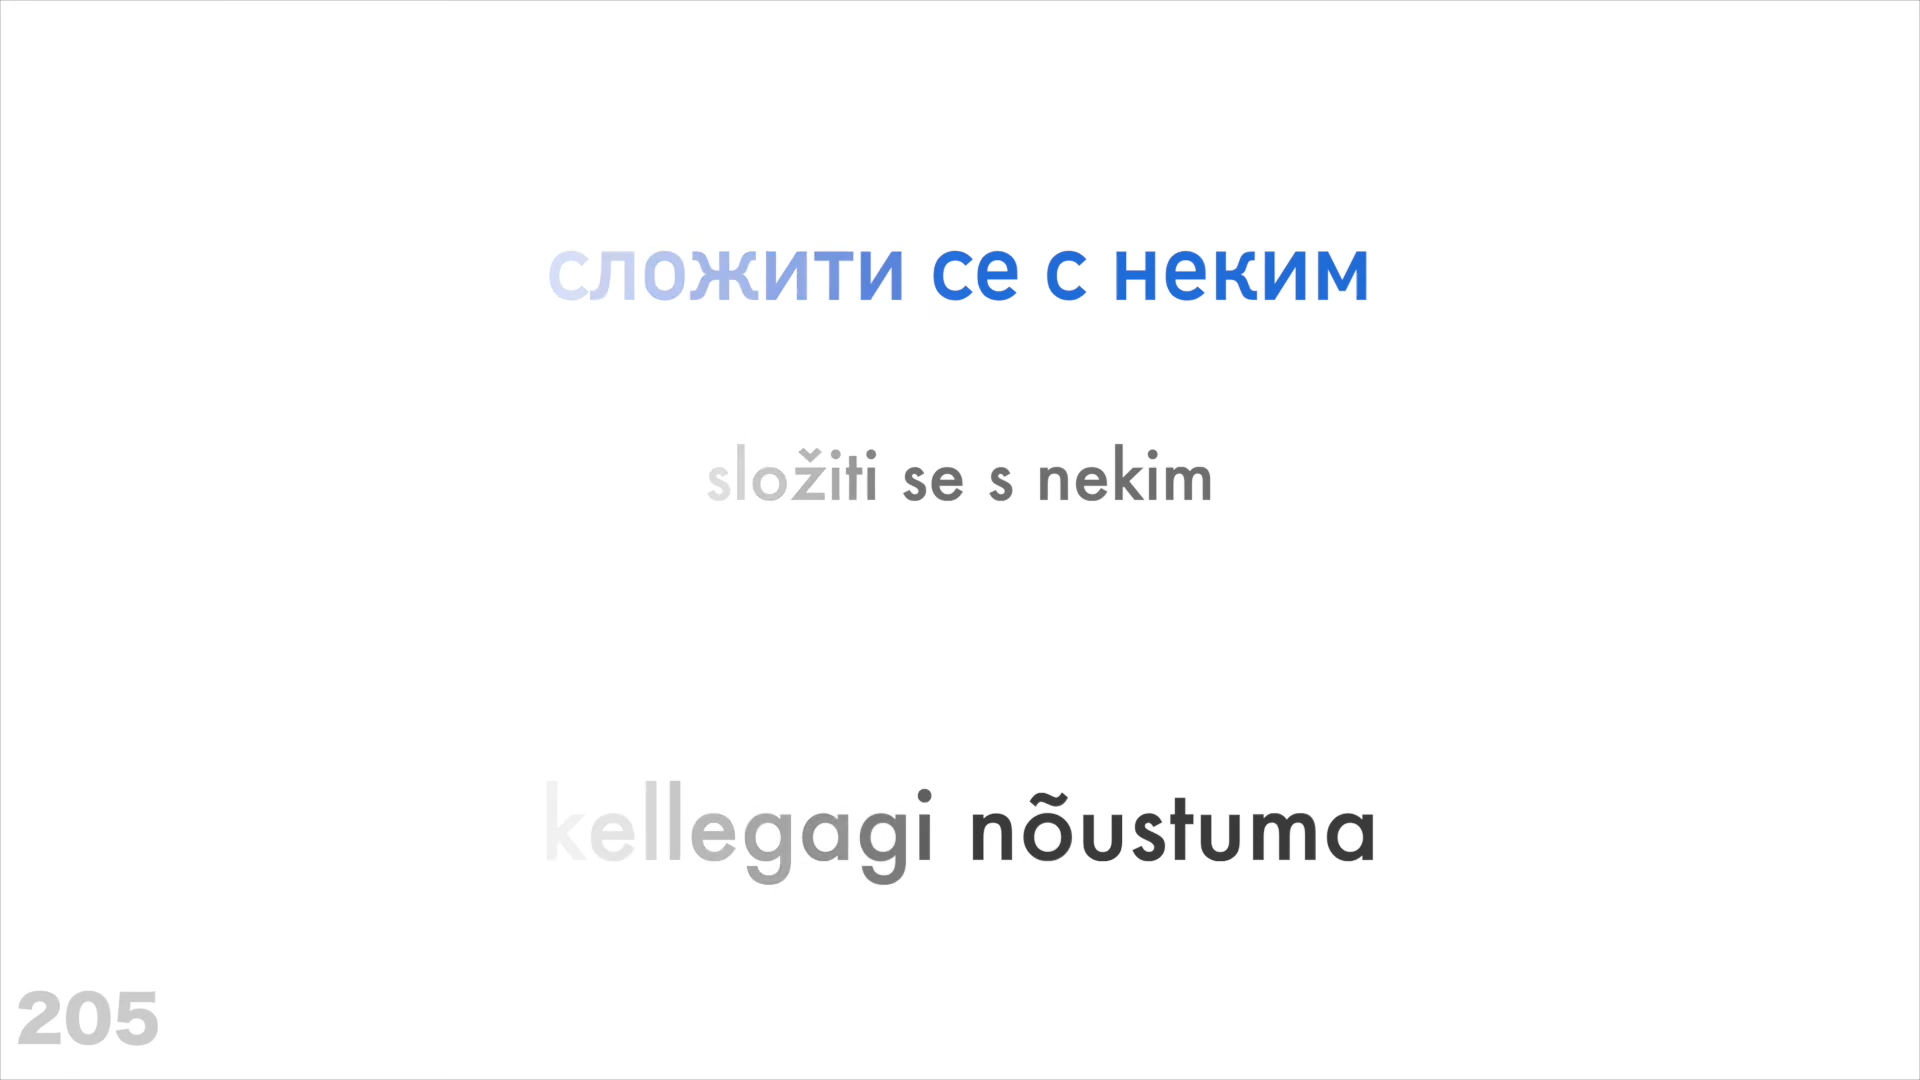 сложити се с неким
složiti se s nekim
kellegagi nõustuma
205